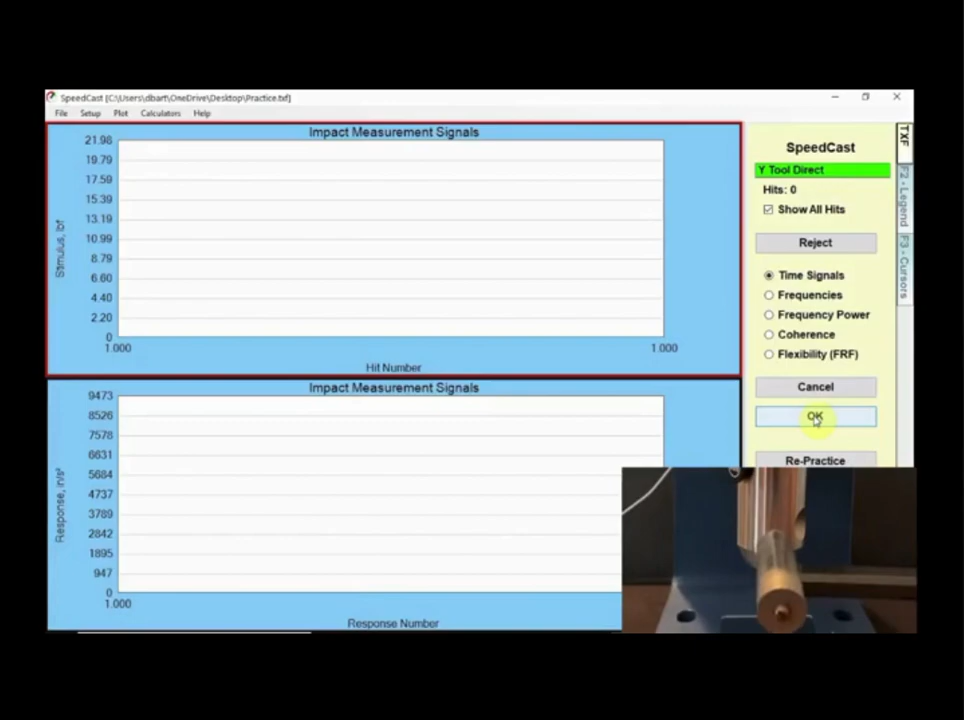 SpeedCast [C:\Users\dbart\OneDrive\Desktop\Practice.txf]
File Setup Plot Calculators Help
Impact Measurement Signals
21.98
19.79
17.59
15.39
13.19
10.99
8.79
6.60
4.40
2.20
0
Stimulus, lbf
1.000 1.000
Hit Number
Impact Measurement Signals
9473
8526
7578
6631
5684
4737
3789
2842
1895
947
0
Response, in/s²
1.000
Response Number
SpeedCast
Y Tool Direct
Hits: 0
Show All Hits
Reject
Time Signals
Frequencies
Frequency Power
Coherence
Flexibility (FRF)
Cancel
OK
Re-Practice
TXF
F2 - Legend
F3 - Cursors